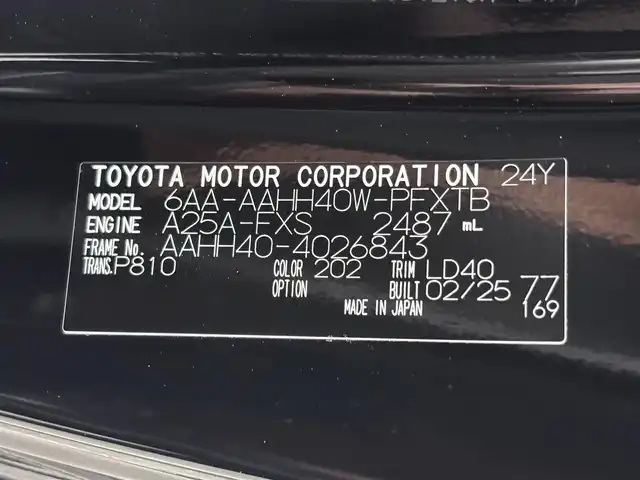 TOYOTA MOTOR CORPORATION 24Y
MODEL 6AA-AAHH40W-PFXTB
ENGINE A25A-FXS 2487 mL
FRAME No. AAHH40-4026843
TRANS. P810 COLOR 202 TRIM LD40
OPTION BUILT 02/25 77
MADE IN JAPAN 169